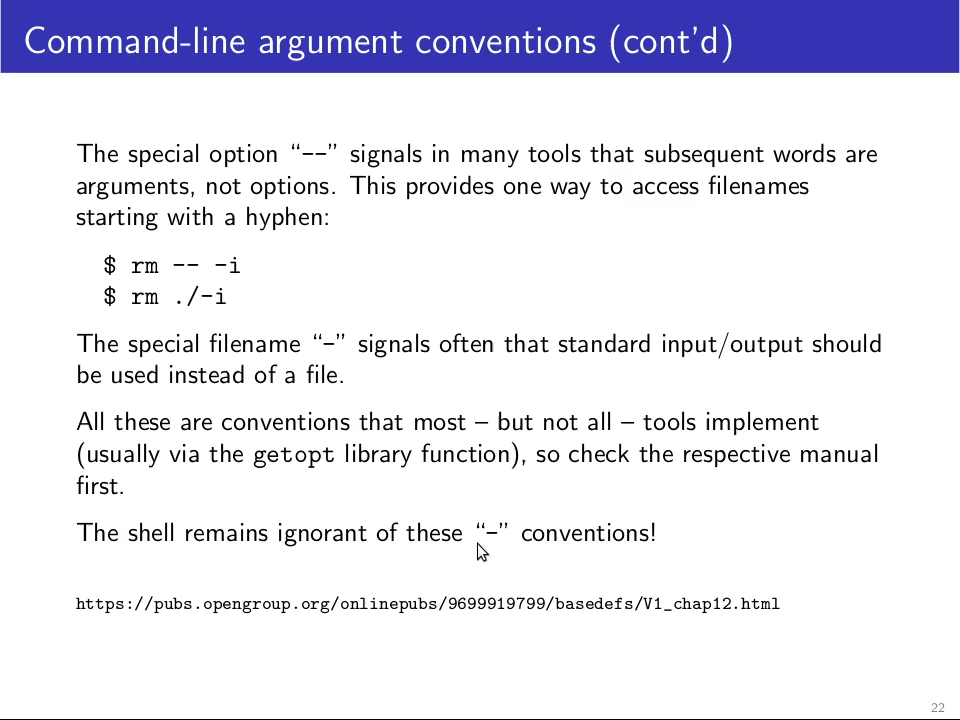 Command-line argument conventions (cont’d)
The special option “--” signals in many tools that subsequent words are
arguments, not options. This provides one way to access filenames
starting with a hyphen:
$ rm -- -i
$ rm ./-i
The special filename “-” signals often that standard input/output should
be used instead of a file.
All these are conventions that most – but not all – tools implement
(usually via the getopt library function), so check the respective manual
first.
The shell remains ignorant of these “-” conventions!
https://pubs.opengroup.org/onlinepubs/9699919799/basedefs/V1_chap12.html
22